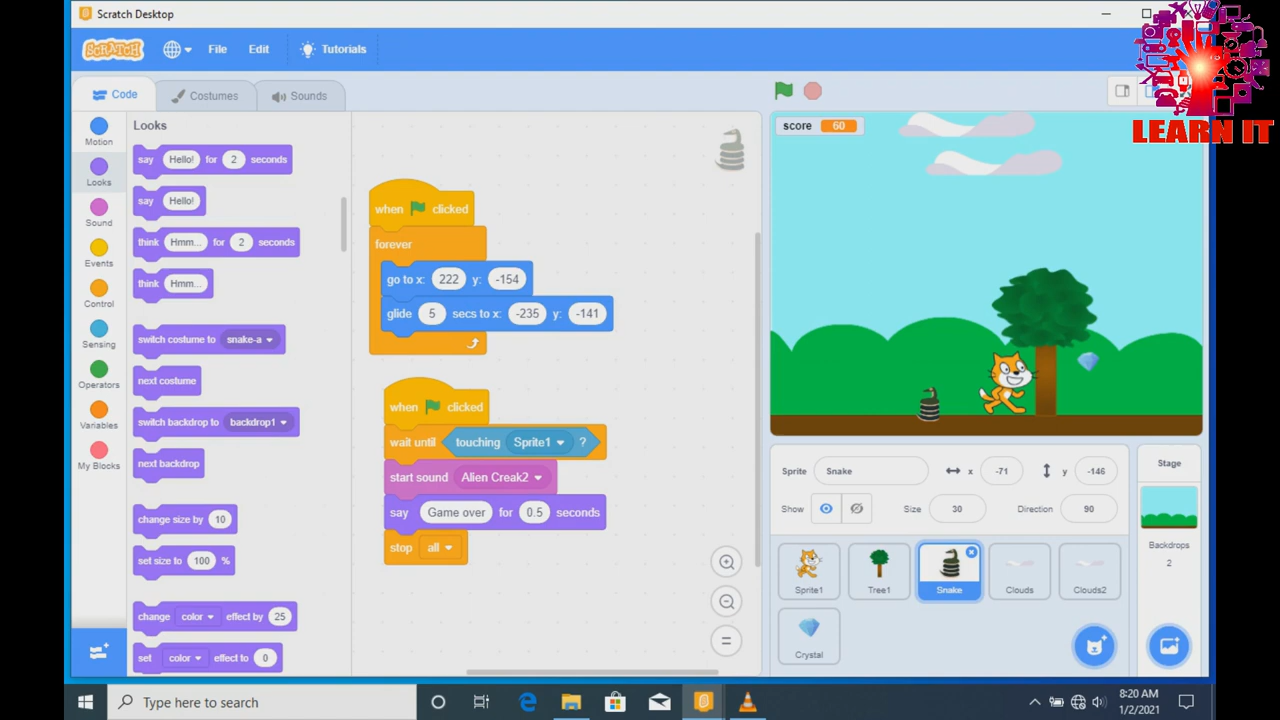 Scratch Desktop
SCRATCH
File
Edit
Tutorials
LEARN IT
Code
Costumes
Sounds
Motion
Looks
Sound
Events
Control
Sensing
Operators
Variables
My Blocks
Looks
say Hello! for 2 seconds
say Hello!
think Hmm... for 2 seconds
think Hmm...
switch costume to snake-a
next costume
switch backdrop to backdrop1
next backdrop
change size by 10
set size to 100 %
change color effect by 25
set color effect to 0
when clicked
forever
go to x: 222 y: -154
glide 5 secs to x: -235 y: -141
when clicked
wait until touching Sprite1 ?
start sound Alien Creak2
say Game over for 0.5 seconds
stop all
score 60
Sprite Snake x -71 y -146
Show Size 30 Direction 90
Sprite1
Tree1
Snake
Clouds
Clouds2
Crystal
Stage
Backdrops
2
Type here to search
8:20 AM
1/2/2021